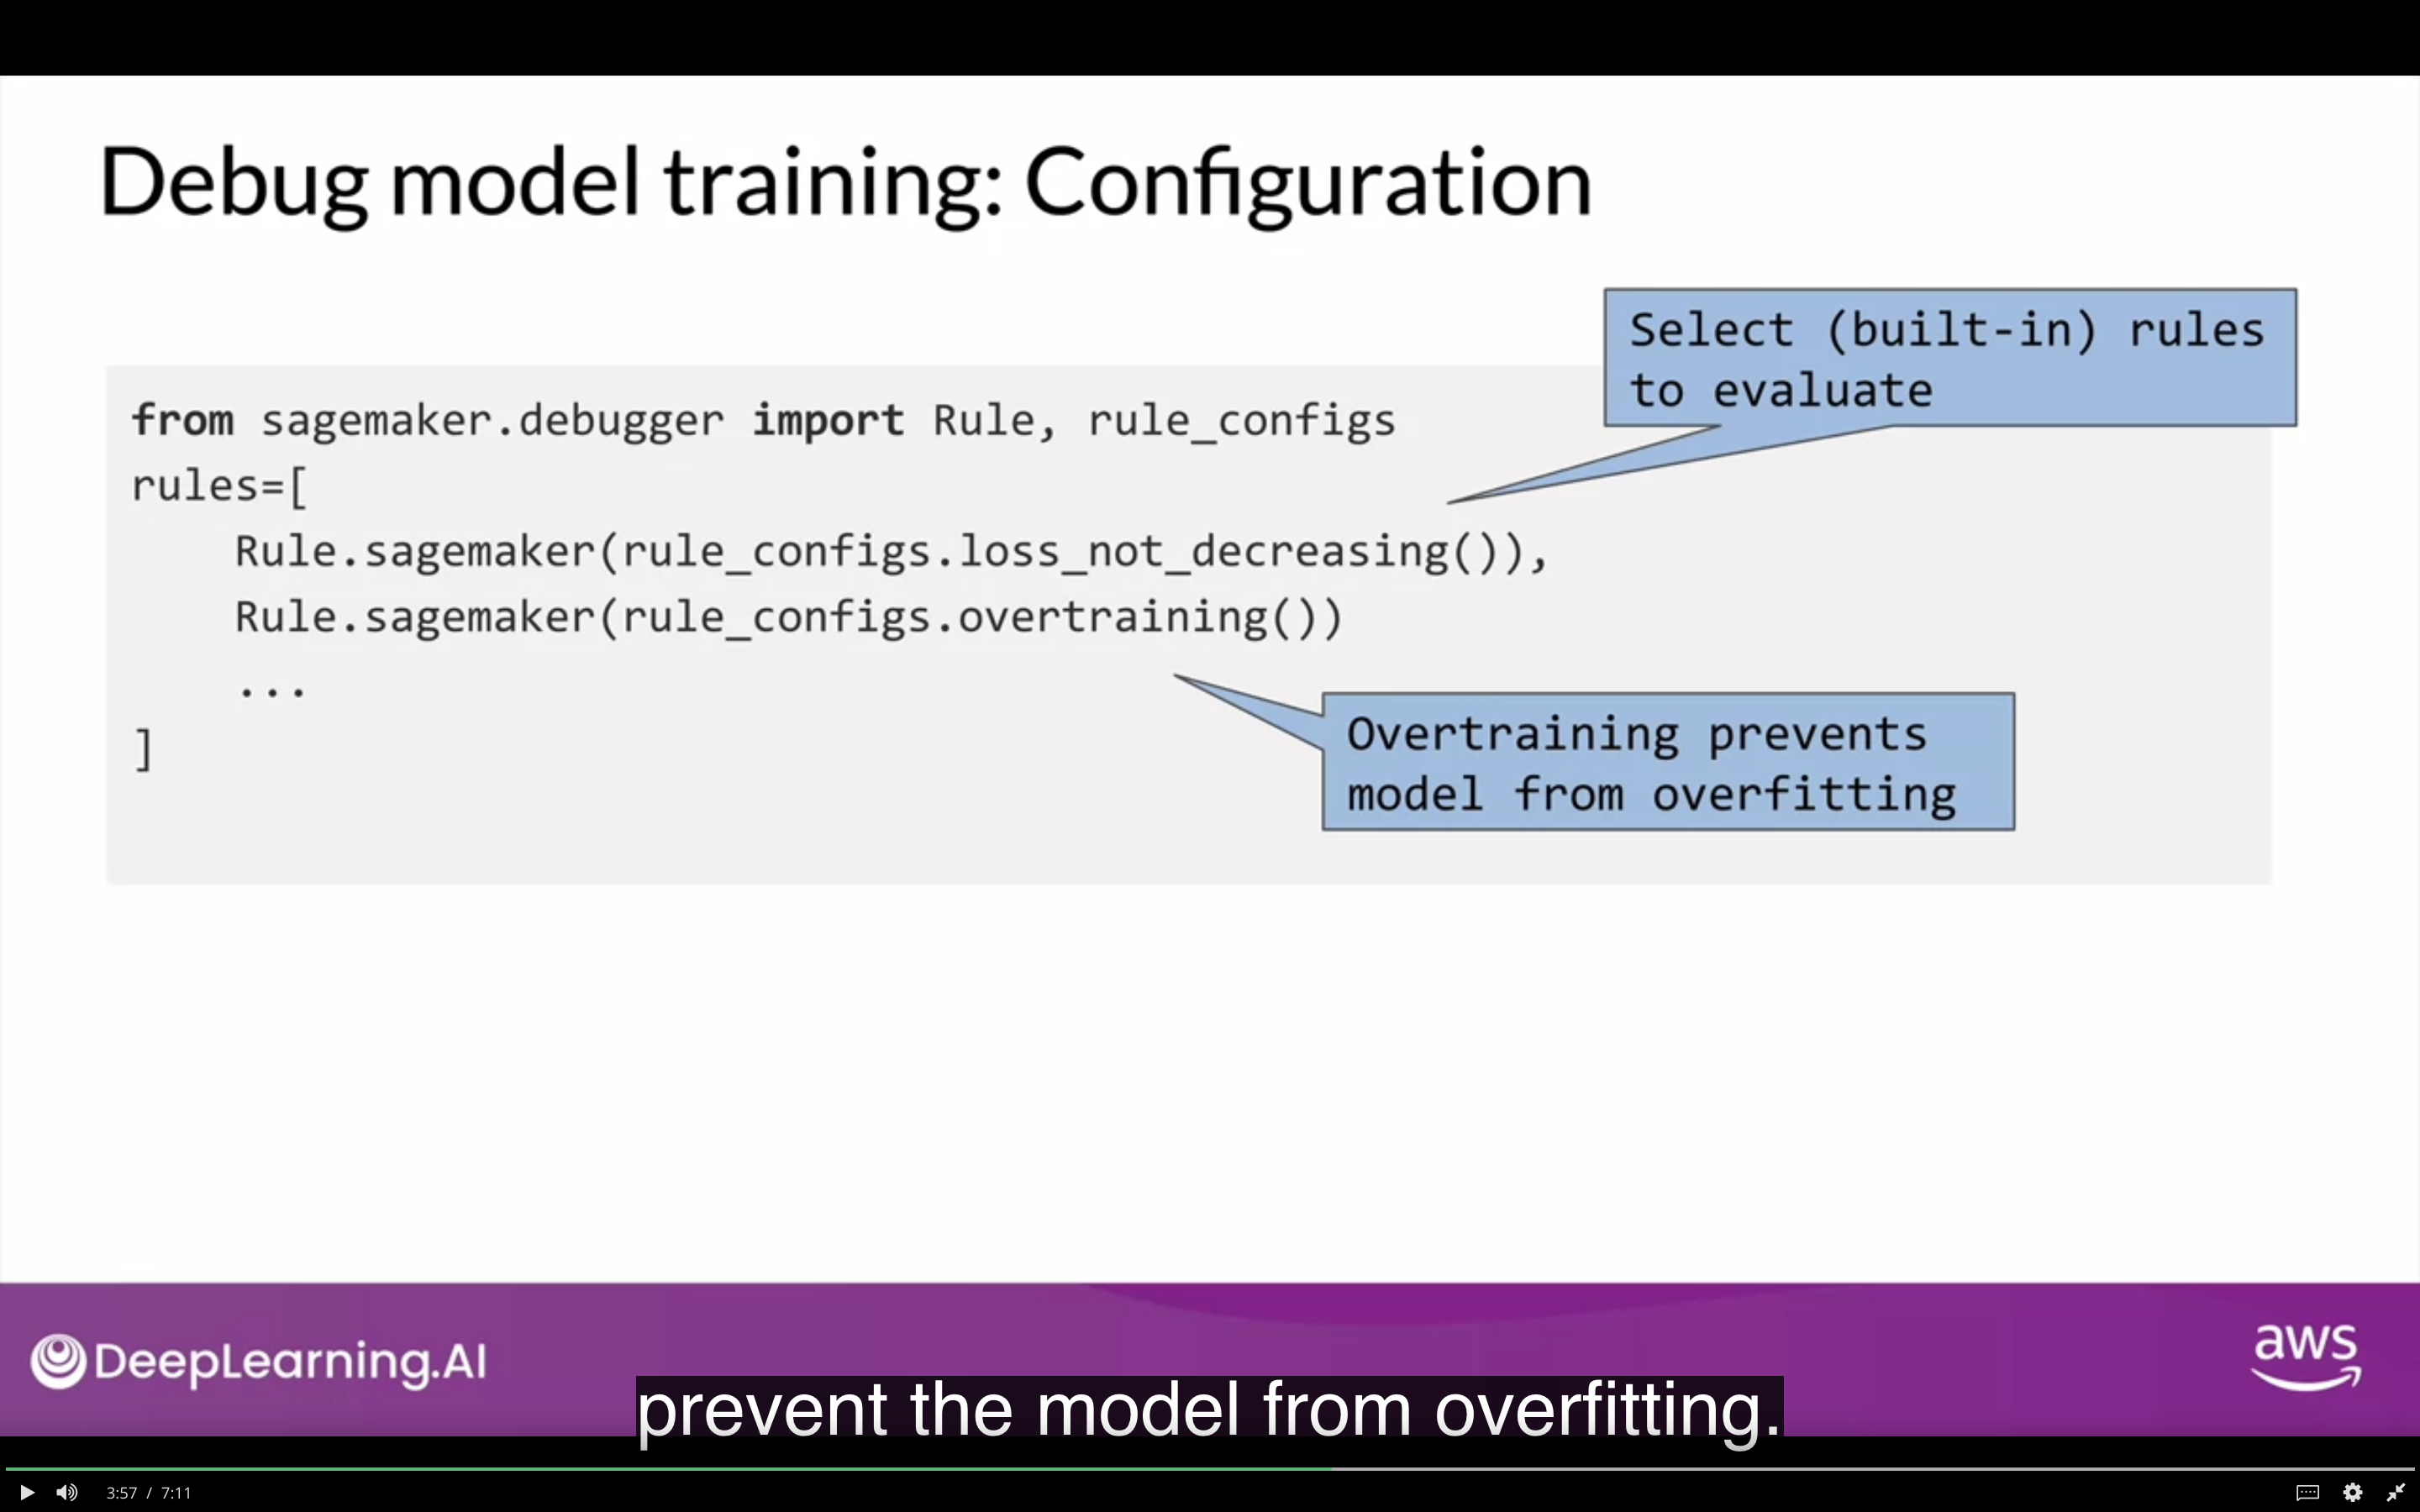 Debug model training: Configuration
Select (built-in) rules
to evaluate
from sagemaker.debugger import Rule, rule_configs
rules=[
Rule.sagemaker(rule_configs.loss_not_decreasing()),
Rule.sagemaker(rule_configs.overtraining())
...
]
Overtraining prevents
model from overfitting
DeepLearning.AI
aws
prevent the model from overfitting.
3:57 / 7:11